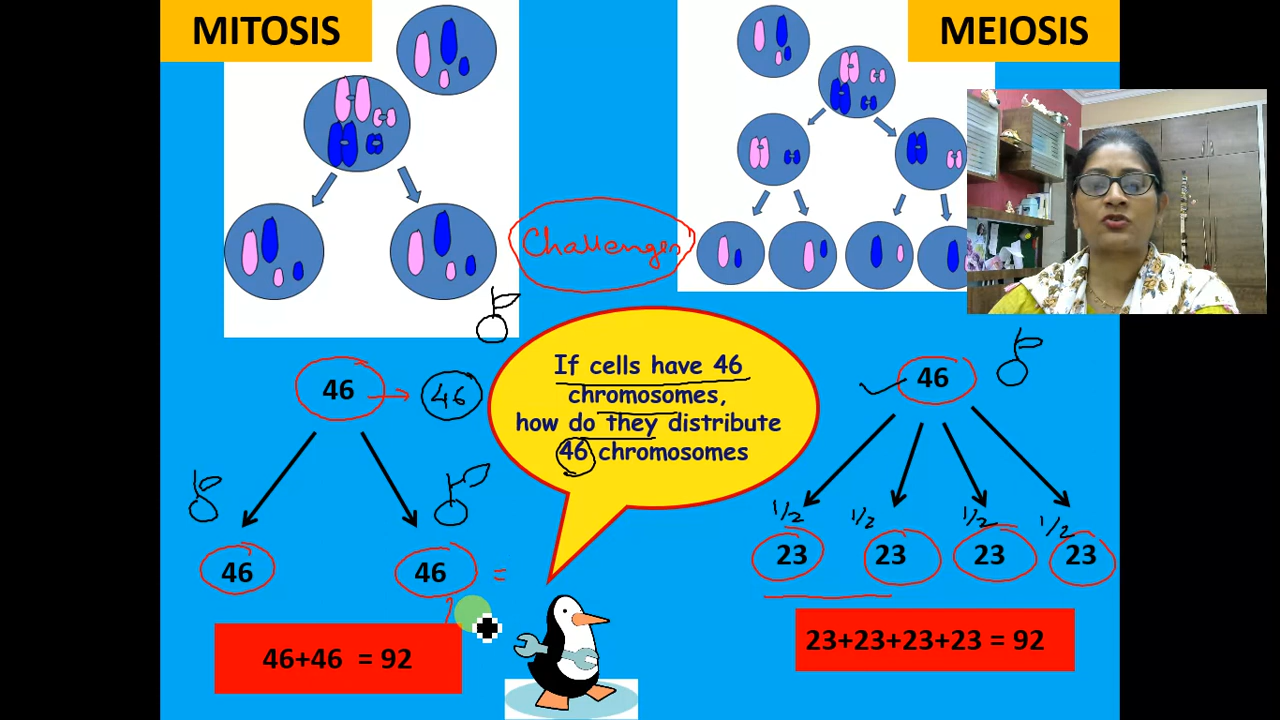 MITOSIS
MEIOSIS
Challenges
If cells have 46
chromosomes,
how do they distribute
46 chromosomes
46
46
46
46
46+46 = 92
46
1/2
1/2
1/2
1/2
23
23
23
23
23+23+23+23 = 92